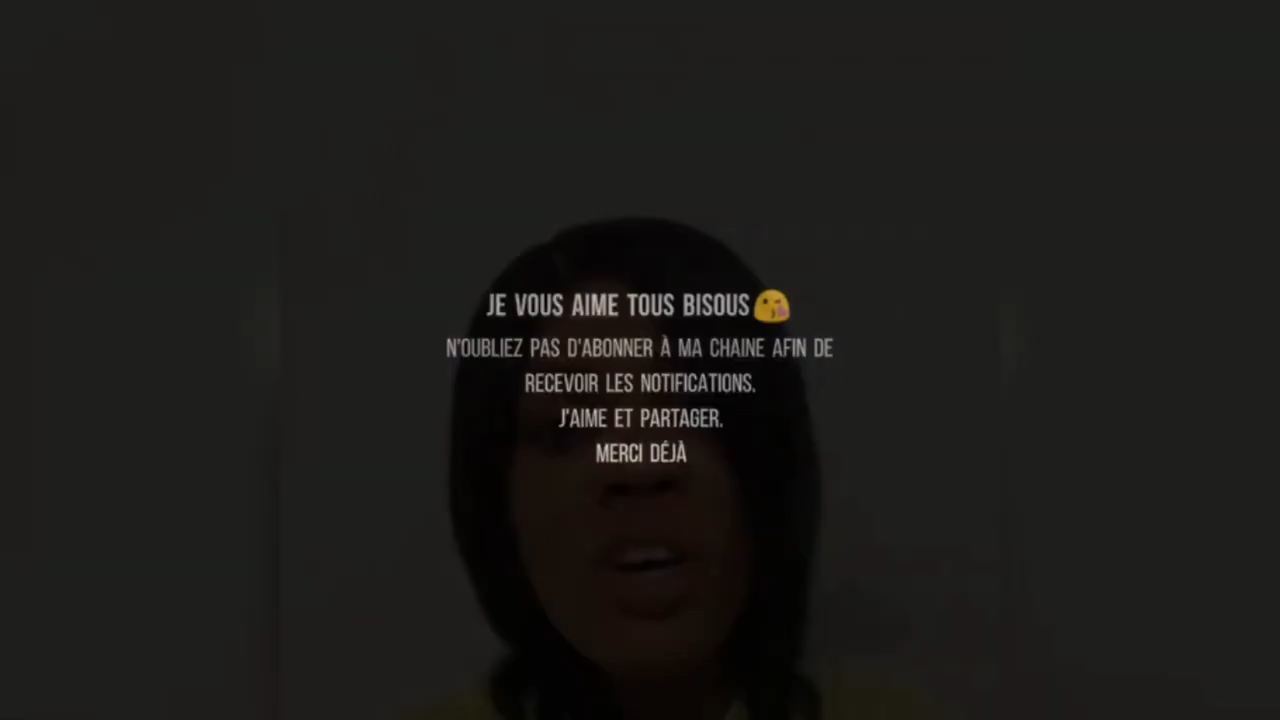 JE VOUS AIME TOUS BISOUS😘
N'OUBLIEZ PAS D'ABONNER À MA CHAINE AFIN DE
RECEVOIR LES NOTIFICATIONS.
J'AIME ET PARTAGER.
MERCI DÉJÀ